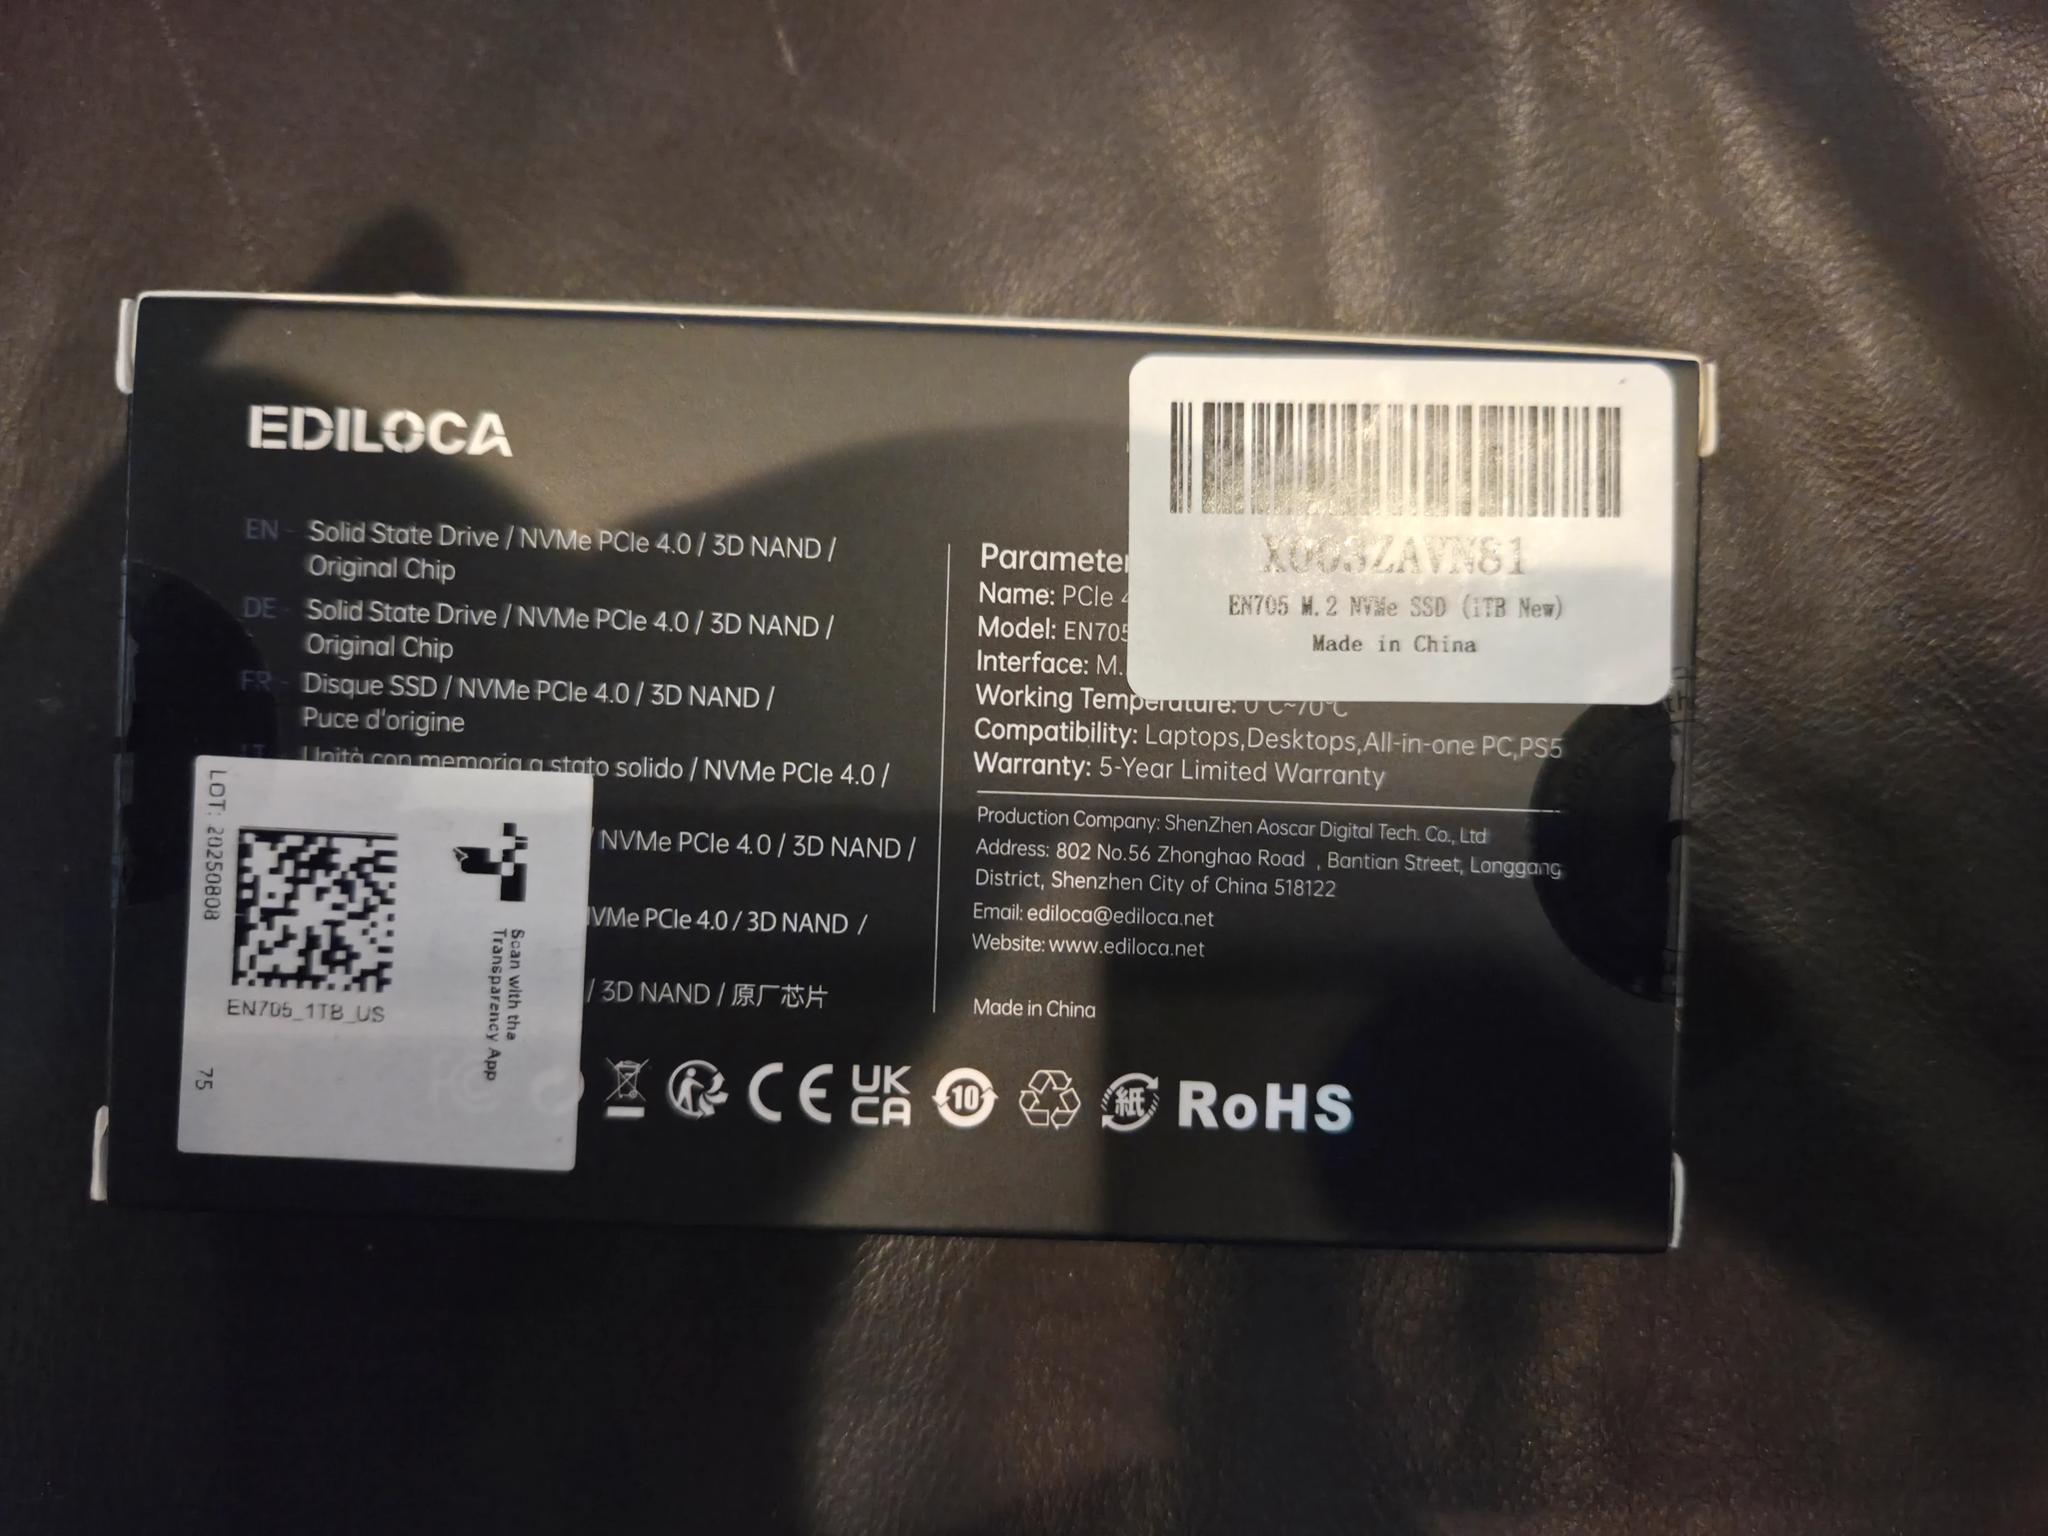 EDILOCA
EN - Solid State Drive / NVMe PCIe 4.0 / 3D NAND /
Original Chip
DE - Solid State Drive / NVMe PCIe 4.0 / 3D NAND /
Original Chip
FR - Disque SSD / NVMe PCIe 4.0 / 3D NAND /
Puce d'origine
IT - Unità con memoria a stato solido / NVMe PCIe 4.0 /
/ NVMe PCIe 4.0 / 3D NAND /
NVMe PCIe 4.0 / 3D NAND /
/ 3D NAND / 原厂芯片
LOT: 20250808
EN705_1TB_US
75
Scan with the
Transparency App
X003ZAVN81
EN705 M.2 NVMe SSD (1TB New)
Made in China
Parameter
Name: PCIe 4
Model: EN705
Interface: M.
Working Temperature: 0°C~70°C
Compatibility: Laptops,Desktops,All-in-one PC,PS5
Warranty: 5-Year Limited Warranty
Production Company: ShenZhen Aoscar Digital Tech. Co., Ltd
Address: 802 No.56 Zhonghao Road , Bantian Street, Longgang
District, Shenzhen City of China 518122
Email: ediloca@ediloca.net
Website: www.ediloca.net
Made in China
FC CE UK CA 10 紙 RoHS